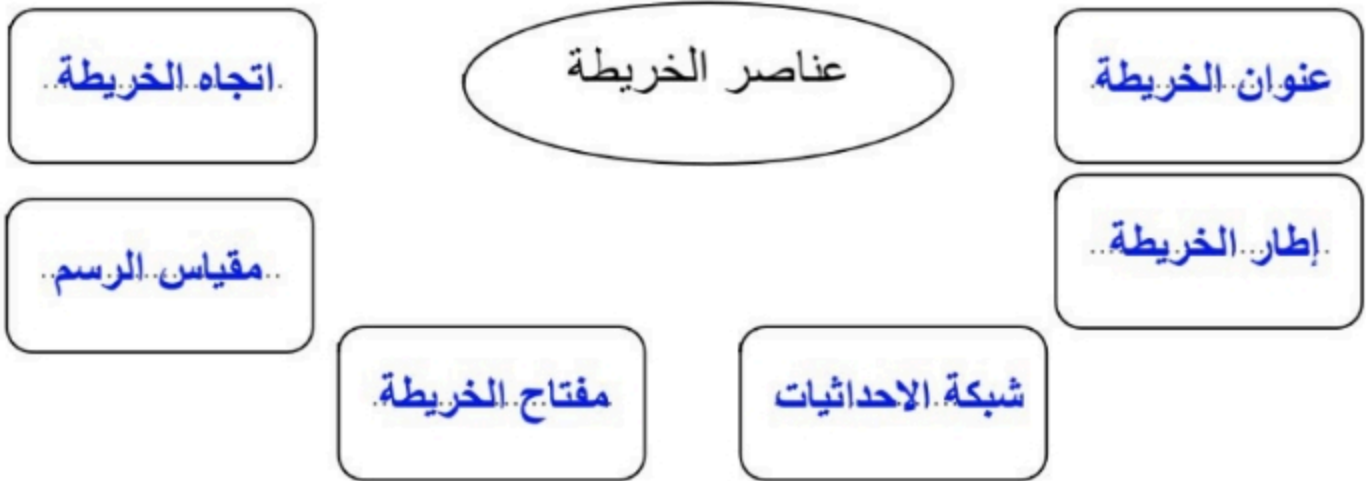 عناصر الخريطة
عنوان الخريطة
اتجاه الخريطة
إطار الخريطة
مقياس الرسم
شبكة الاحداثيات
مفتاح الخريطة